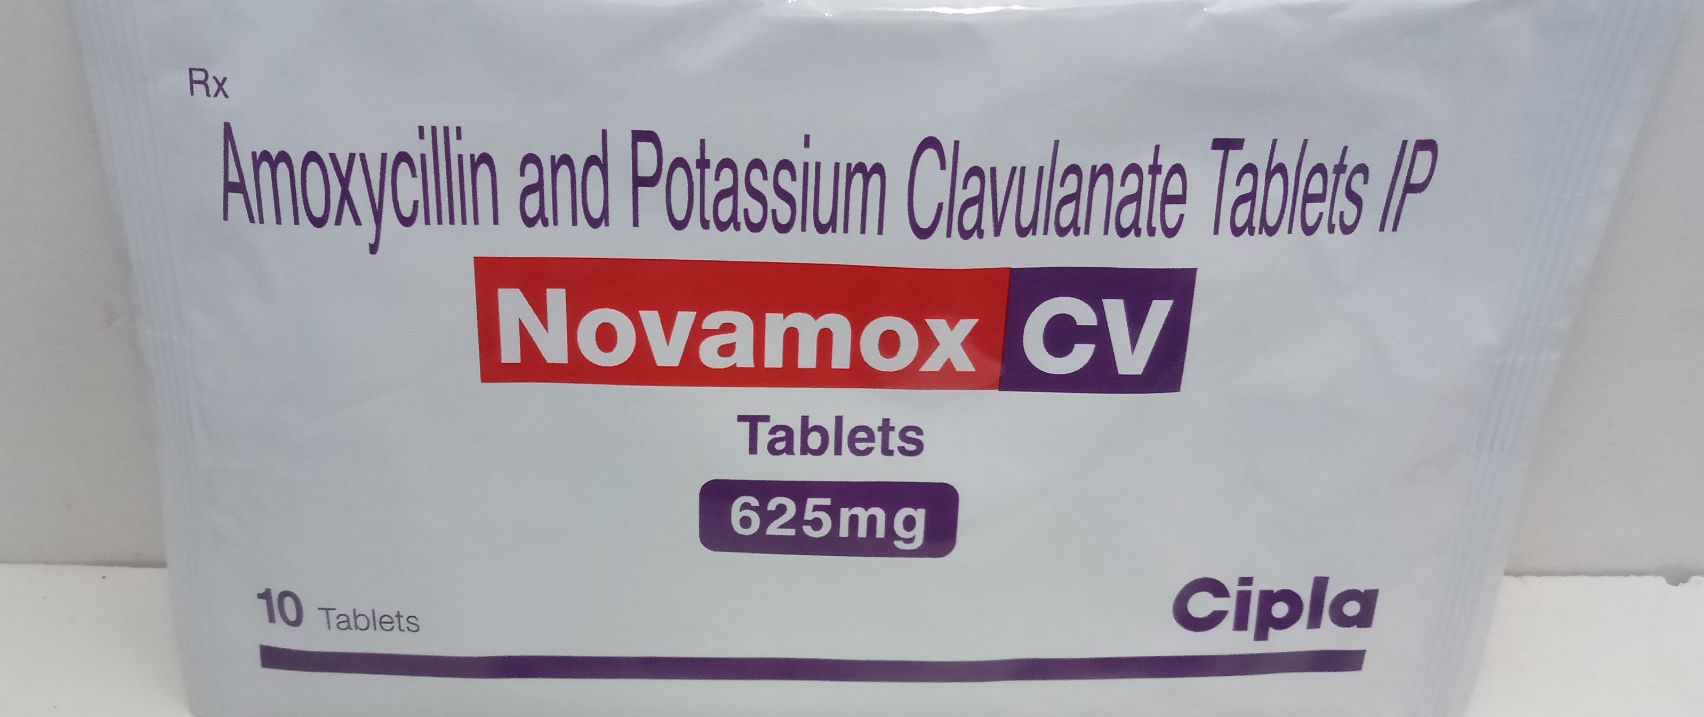 Rx
Amoxycillin and Potassium Clavulanate Tablets IP
Novamox CV
Tablets
625mg
10 Tablets
Cipla